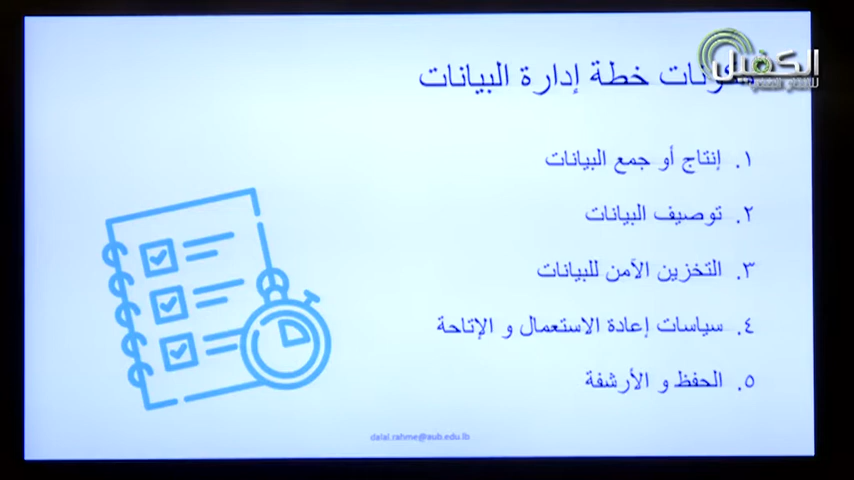 الكفيل
مكونات خطة إدارة البيانات
١. إنتاج أو جمع البيانات
٢. توصيف البيانات
٣. التخزين الآمن للبيانات
٤. سياسات إعادة الاستعمال و الإتاحة
٥. الحفظ و الأرشفة
dalal.rahme@aub.edu.lb